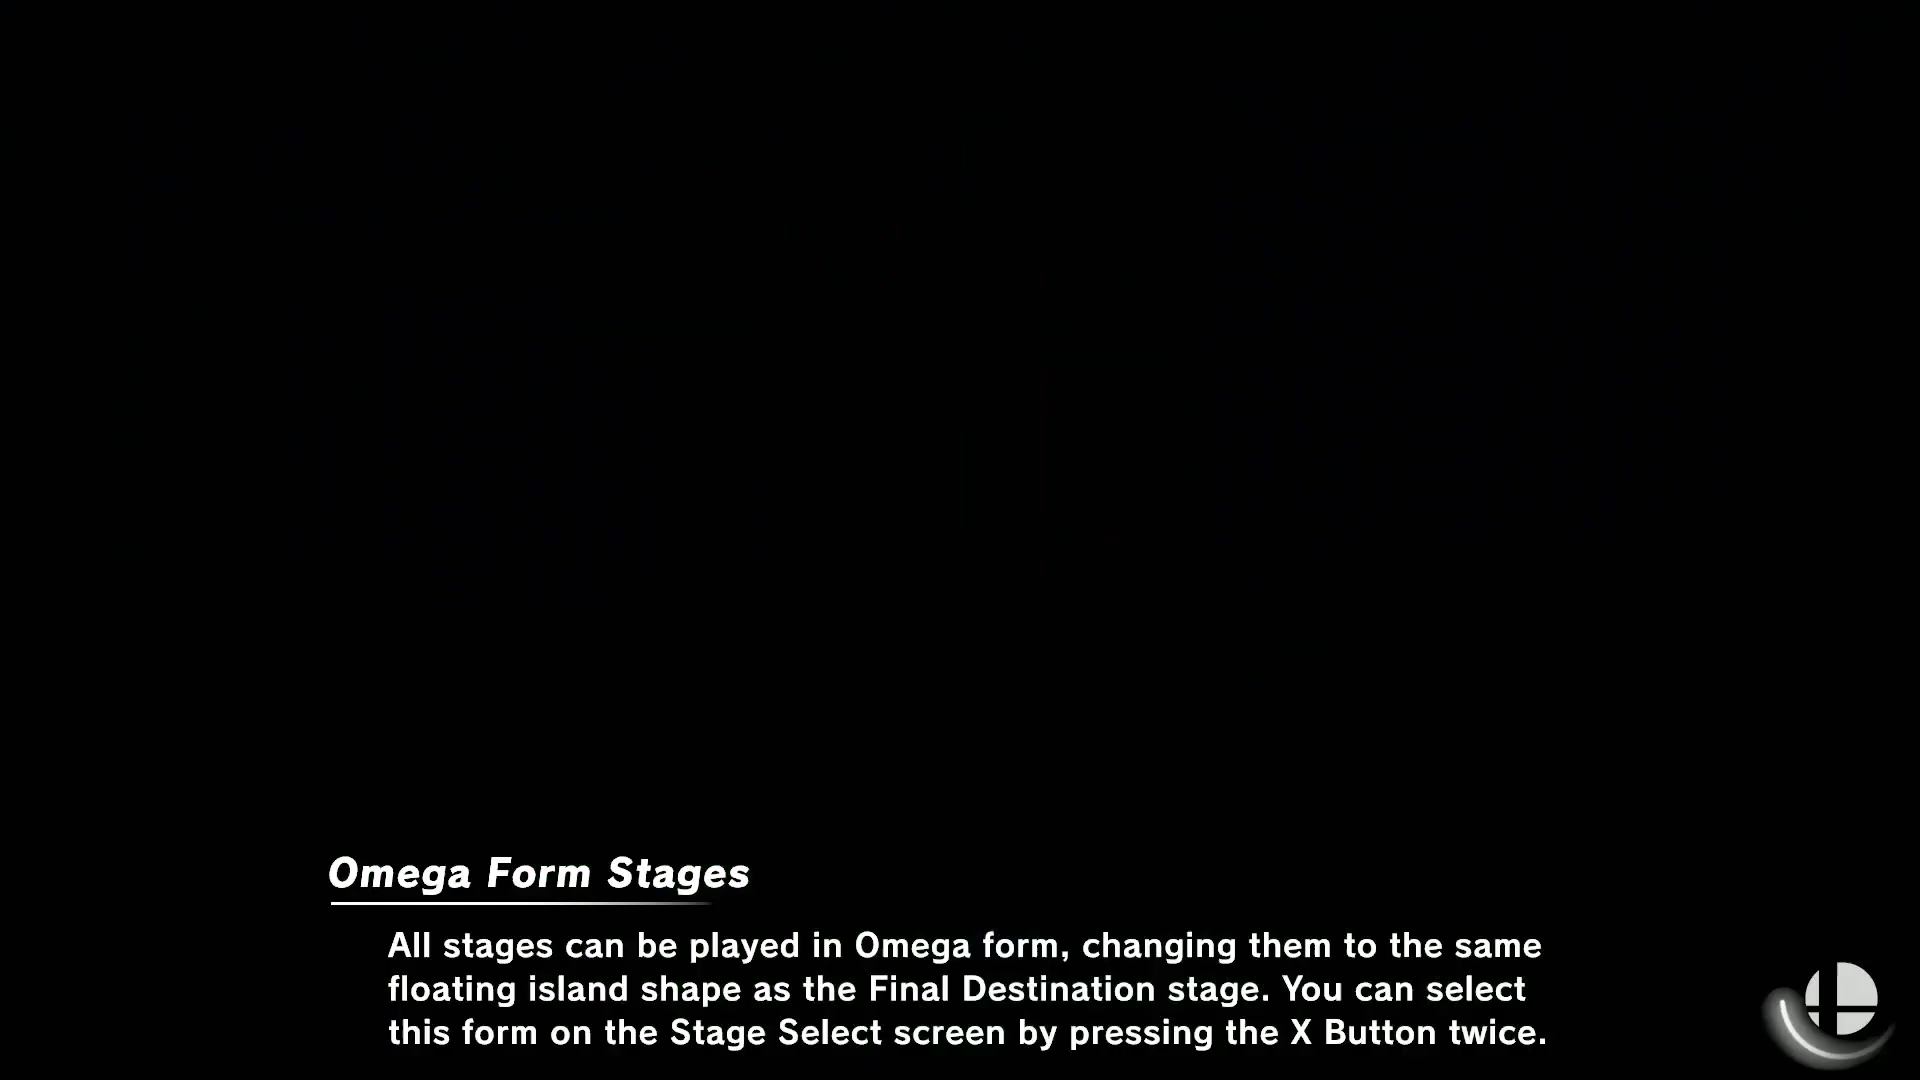 Omega Form Stages
All stages can be played in Omega form, changing them to the same
floating island shape as the Final Destination stage. You can select
this form on the Stage Select screen by pressing the X Button twice.